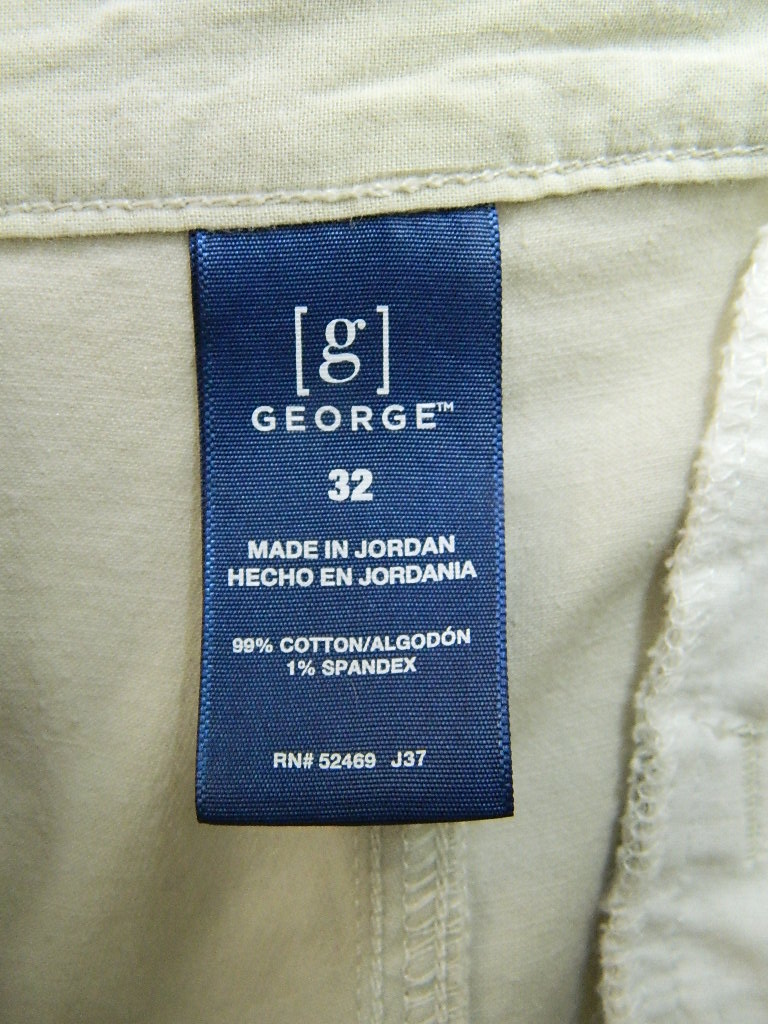 [g]
GEORGE™
32
MADE IN JORDAN
HECHO EN JORDANIA
99% COTTON/ALGODÓN
1% SPANDEX
RN# 52469 J37